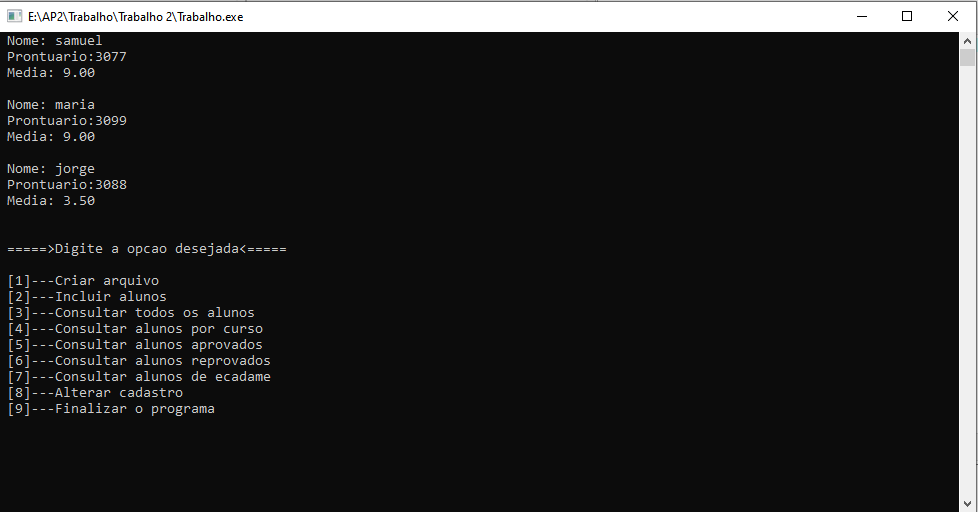 E:\AP2\Trabalho\Trabalho 2\Trabalho.exe
Nome: samuel
Prontuario:3077
Media: 9.00
Nome: maria
Prontuario:3099
Media: 9.00
Nome: jorge
Prontuario:3088
Media: 3.50
=====>Digite a opcao desejada<=====
[1]---Criar arquivo
[2]---Incluir alunos
[3]---Consultar todos os alunos
[4]---Consultar alunos por curso
[5]---Consultar alunos aprovados
[6]---Consultar alunos reprovados
[7]---Consultar alunos de ecadame
[8]---Alterar cadastro
[9]---Finalizar o programa